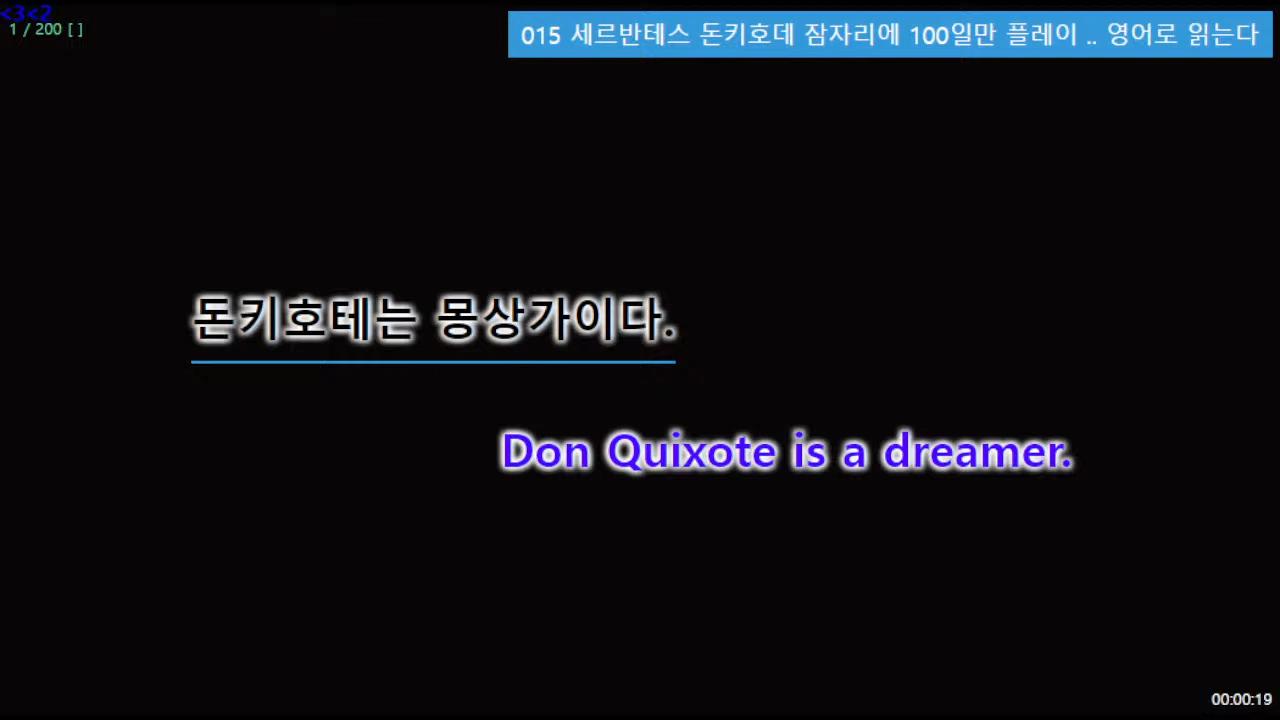 <3<2
1 / 200 [ ]
015 세르반테스 돈키호데 잠자리에 100일만 플레이 .. 영어로 읽는다
돈키호테는 몽상가이다.
Don Quixote is a dreamer.
00:00:19